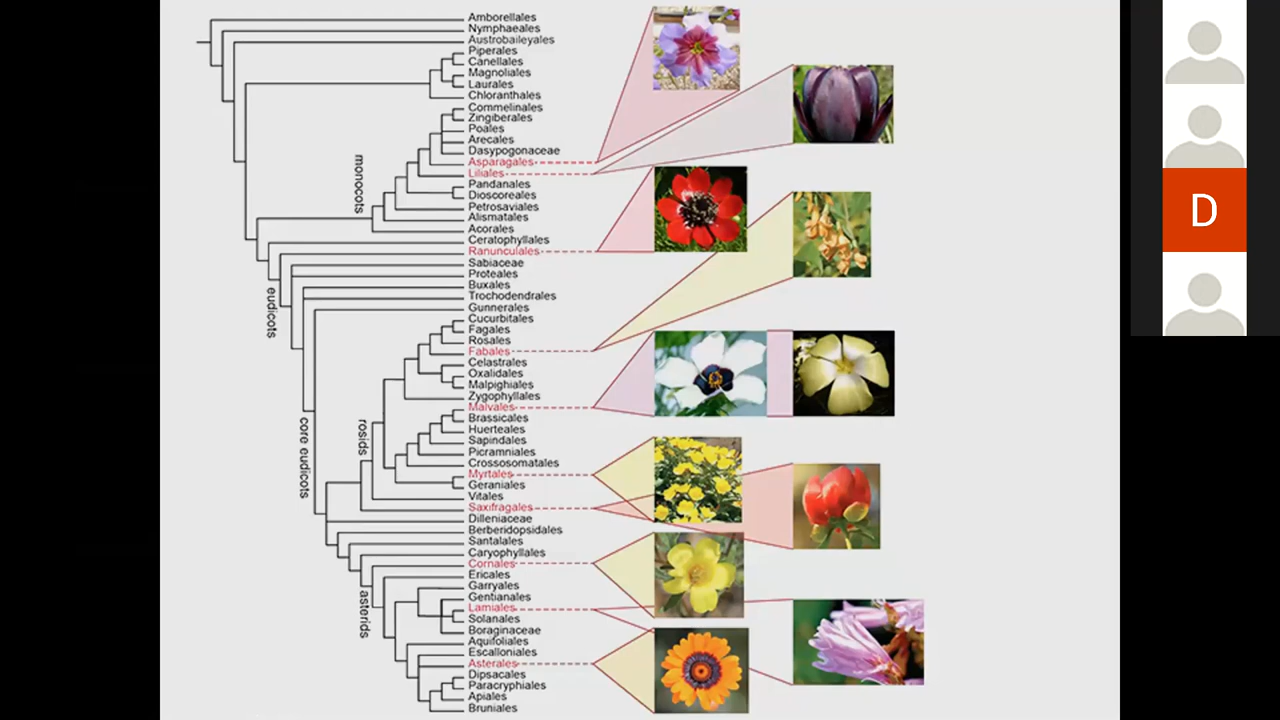 Amborellales
Nymphaeales
Austrobaileyales
Piperales
Canellales
Magnoliales
Laurales
Chloranthales
Commelinales
Zingiberales
Poales
Arecales
Dasypogonaceae
Asparagales
Liliales
Pandanales
Dioscoreales
Petrosaviales
Alismatales
Acorales
Ceratophyllales
Ranunculales
Sabiaceae
Proteales
Buxales
Trochodendrales
Gunnerales
Cucurbitales
Fagales
Rosales
Fabales
Celastrales
Oxalidales
Malpighiales
Zygophyllales
Malvales
Brassicales
Huerteales
Sapindales
Picramniales
Crossosomatales
Myrtales
Geraniales
Vitales
Saxifragales
Dilleniaceae
Berberidopsidales
Santalales
Caryophyllales
Cornales
Ericales
Garryales
Gentianales
Lamiales
Solanales
Boraginaceae
Aquifoliales
Escalloniales
Asterales
Dipsacales
Paracryphiales
Apiales
Bruniales
monocots
eudicots
core eudicots
rosids
asterids
D